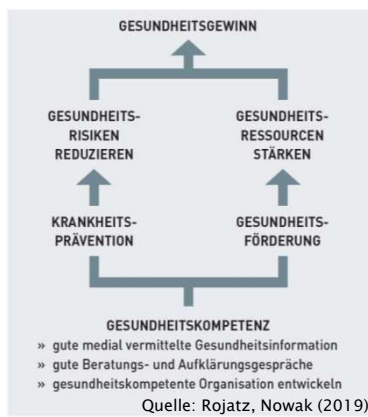 GESUNDHEITSGEWINN
GESUNDHEITS-
RISIKEN
REDUZIEREN
GESUNDHEITS-
RESSOURCEN
STÄRKEN
KRANKHEITS-
PRÄVENTION
GESUNDHEITS-
FÖRDERUNG
GESUNDHEITSKOMPETENZ
» gute medial vermittelte Gesundheitsinformation
» gute Beratungs- und Aufklärungsgespräche
» gesundheitskompetente Organisation entwickeln
Quelle: Rojatz, Nowak (2019)